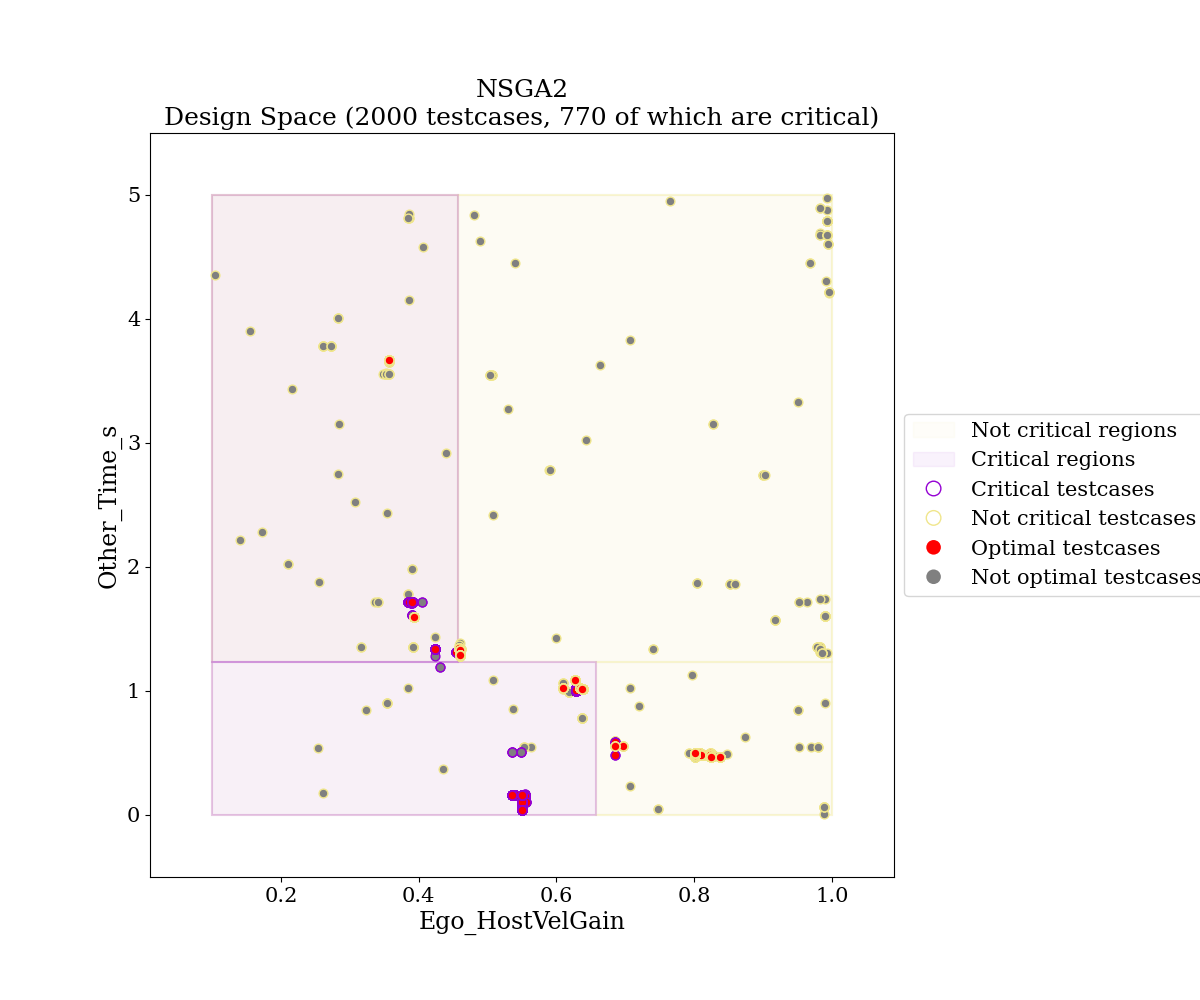 NSGA2
Design Space (2000 testcases, 770 of which are critical)
5
4
3
2
1
0
Other_Time_s
0.2
0.4
0.6
0.8
1.0
Ego_HostVelGain
Not critical regions
Critical regions
Critical testcases
Not critical testcases
Optimal testcases
Not optimal testcases